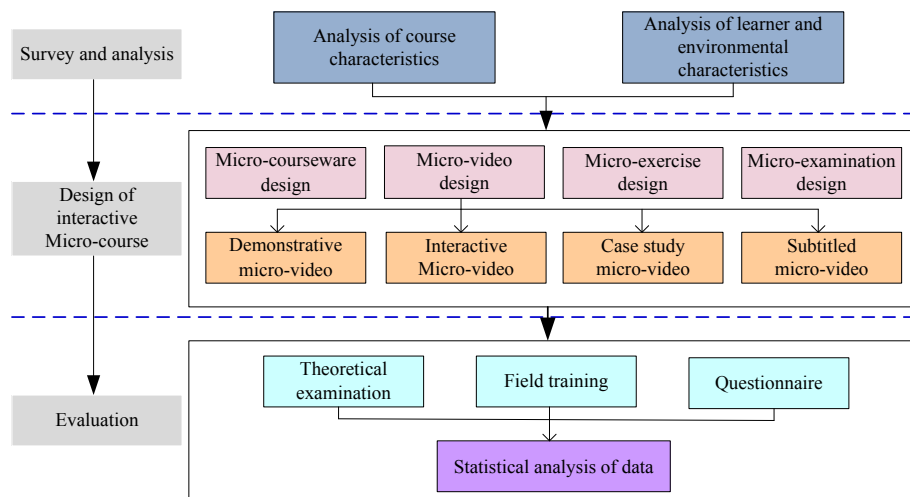 Survey and analysis
Analysis of course
characteristics
Analysis of learner and
environmental
characteristics
Design of
interactive
Micro-course
Micro-courseware
design
Micro-video
design
Micro-exercise
design
Micro-examination
design
Demonstrative
micro-video
Interactive
Micro-video
Case study
micro-video
Subtitled
micro-video
Evaluation
Theoretical
examination
Field training
Questionnaire
Statistical analysis of data